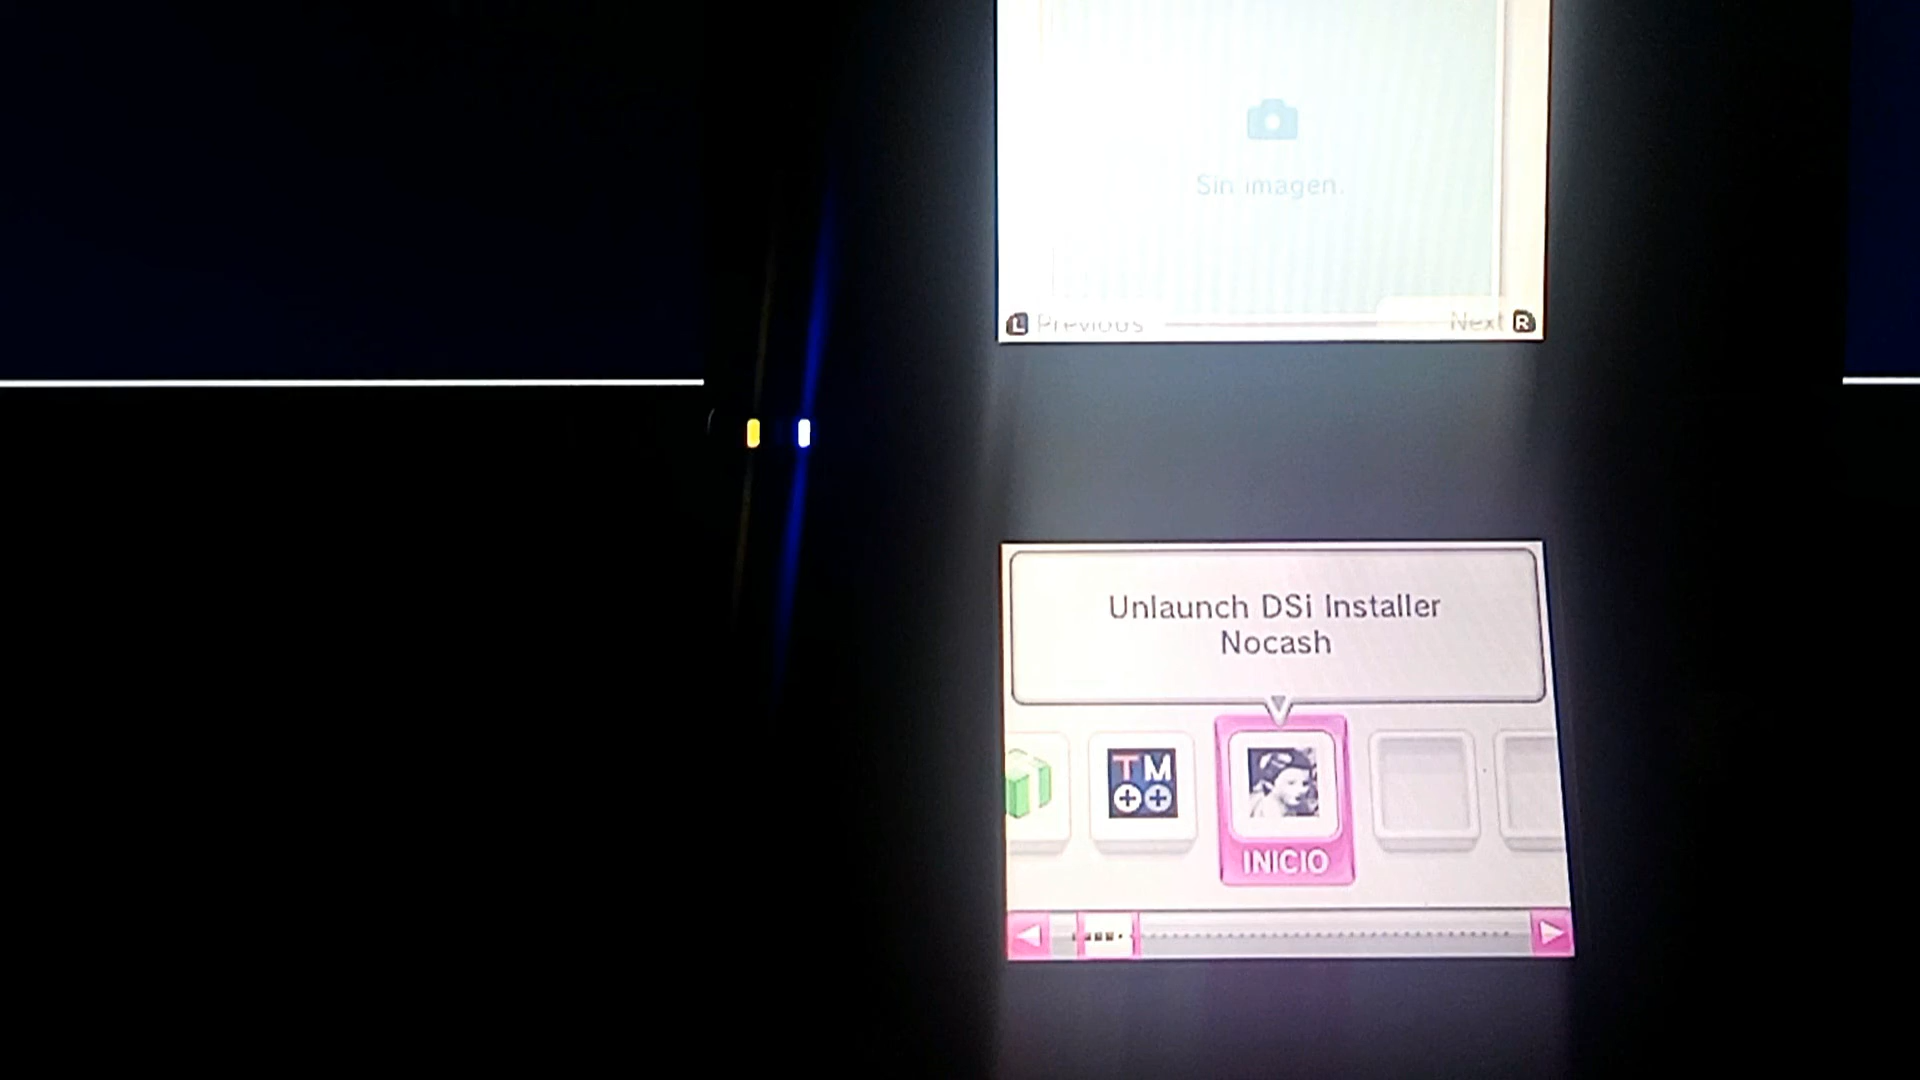 Sin imagen.
L Previous Next R
Unlaunch DSi Installer
Nocash
TM
INICIO